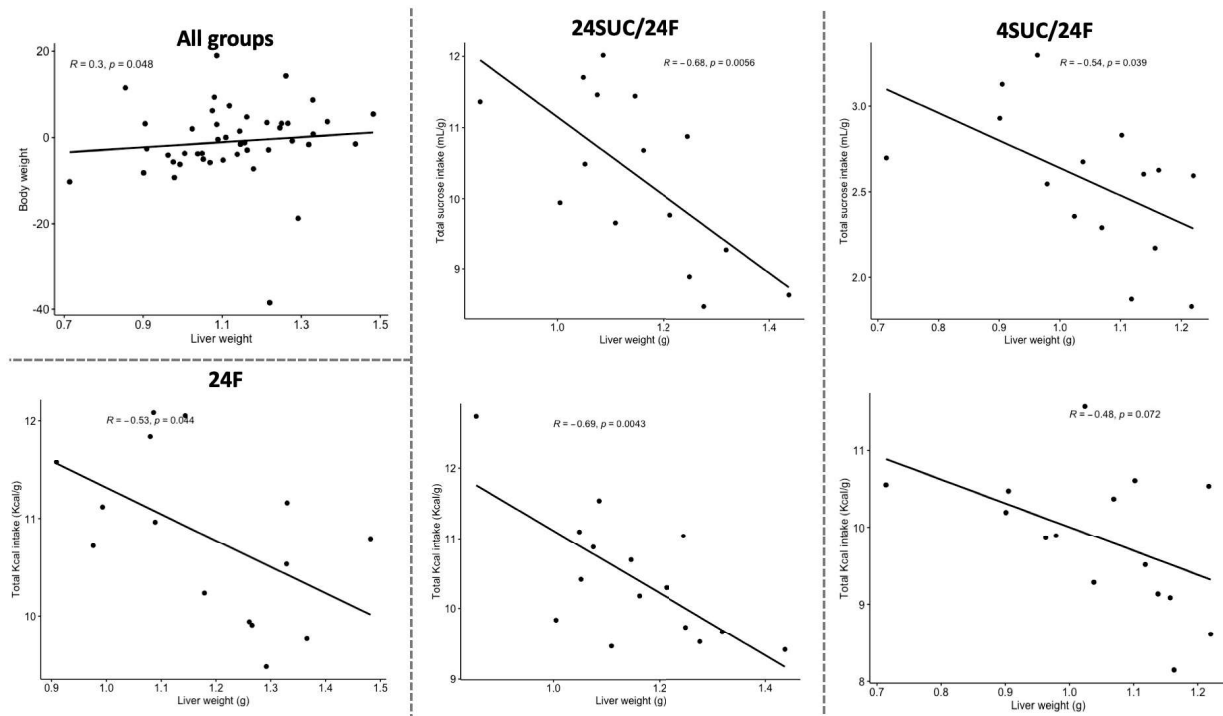 All groups
R = 0.3, p = 0.048
20
0
-20
-40
Body weight
0.7 0.9 1.1 1.3 1.5
Liver weight
24SUC/24F
R = −0.68, p = 0.0056
12
11
10
9
Total sucrose intake (mL/g)
1.0 1.2 1.4
Liver weight (g)
4SUC/24F
R = −0.54, p = 0.039
3.0
2.5
2.0
Total sucrose intake (mL/g)
0.7 0.8 0.9 1.0 1.1 1.2
Liver weight (g)
24F
R = −0.53, p = 0.044
12
11
10
Total Kcal intake (Kcal/g)
0.9 1.0 1.1 1.2 1.3 1.4 1.5
Liver weight (g)
R = −0.69, p = 0.0043
12
11
10
9
Total Kcal intake (Kcal/g)
1.0 1.2 1.4
Liver weight (g)
R = −0.48, p = 0.072
11
10
9
8
Total Kcal intake (Kcal/g)
0.7 0.8 0.9 1.0 1.1 1.2
Liver weight (g)